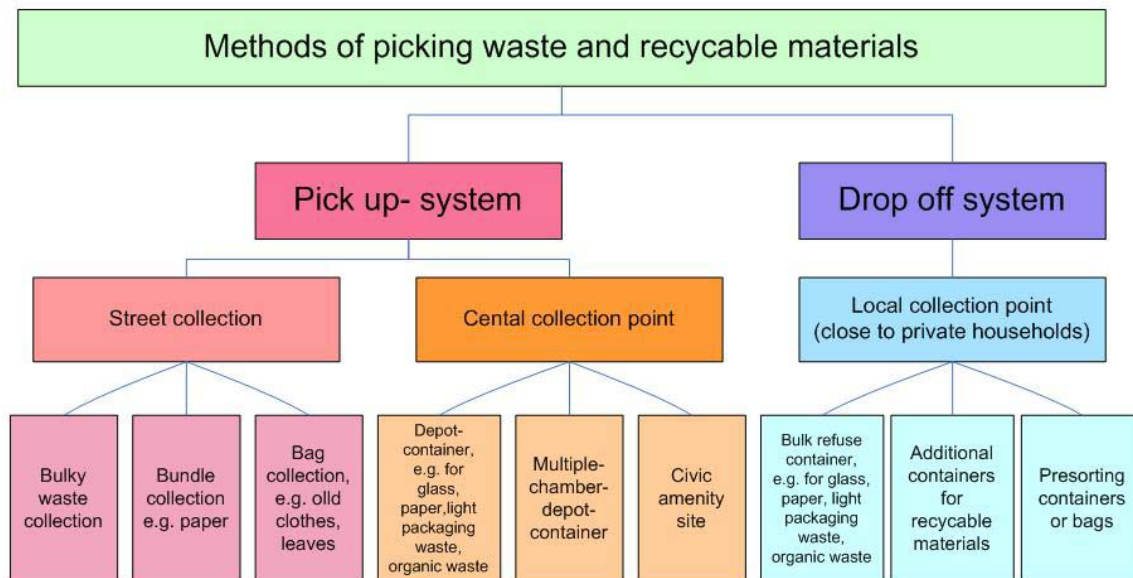 Methods of picking waste and recycable materials
Pick up- system
Drop off system
Street collection
Cental collection point
Local collection point
(close to private households)
Bulky
waste
collection
Bundle
collection
e.g. paper
Bag
collection,
e.g. olld
clothes,
leaves
Depot-
container,
e.g. for
glass,
paper,light
packaging
waste,
organic waste
Multiple-
chamber-
depot-
container
Civic
amenity
site
Bulk refuse
container,
e.g. for glass,
paper, light
packaging
waste,
organic waste
Additional
containers
for
recyclable
materials
Presorting
containers
or bags